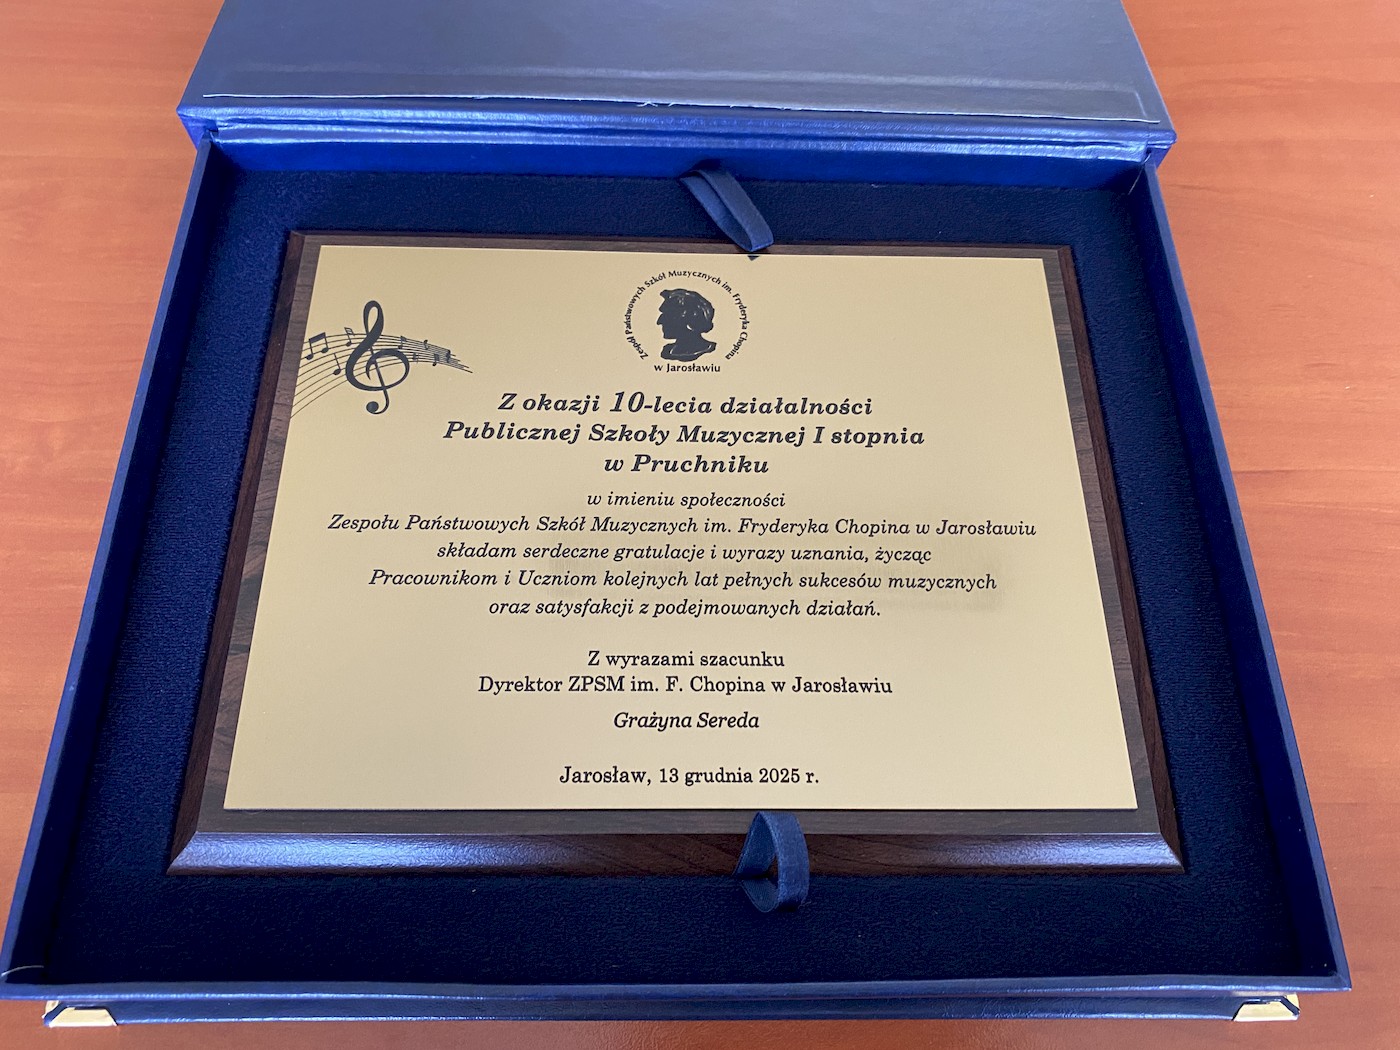 Zespół Państwowych Szkół Muzycznych im. Fryderyka Chopina
w Jarosławiu
Z okazji 10-lecia działalności
Publicznej Szkoły Muzycznej I stopnia
w Pruchniku
w imieniu społeczności
Zespołu Państwowych Szkół Muzycznych im. Fryderyka Chopina w Jarosławiu
składam serdeczne gratulacje i wyrazy uznania, życząc
Pracownikom i Uczniom kolejnych lat pełnych sukcesów muzycznych
oraz satysfakcji z podejmowanych działań.
Z wyrazami szacunku
Dyrektor ZPSM im. F. Chopina w Jarosławiu
Grażyna Sereda
Jarosław, 13 grudnia 2025 r.